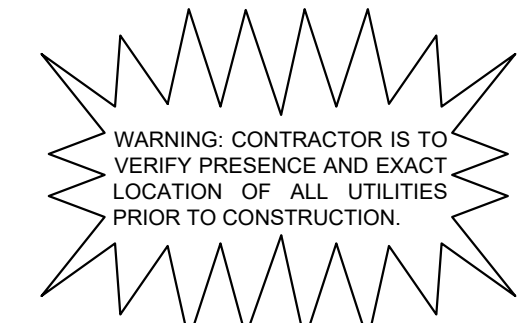 WARNING: CONTRACTOR IS TO
VERIFY PRESENCE AND EXACT
LOCATION OF ALL UTILITIES
PRIOR TO CONSTRUCTION.